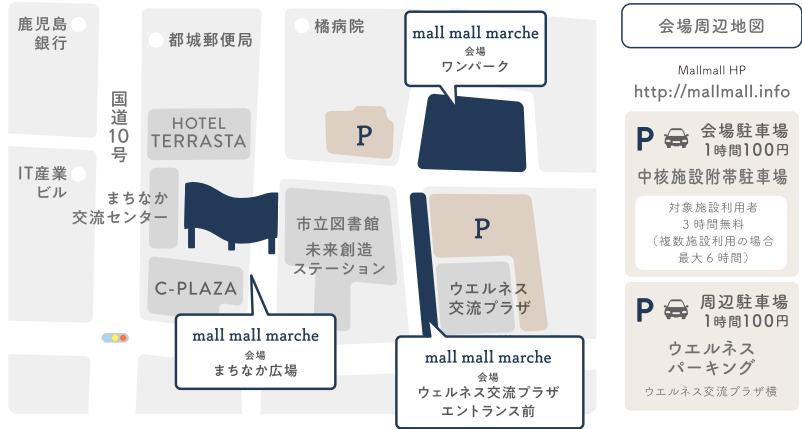 鹿児島
銀行
都城郵便局
橘病院
mall mall marche
会場
ワンパーク
国道10号
HOTEL
TERRASTA
P
IT産業
ビル
まちなか
交流センター
市立図書館
未来創造
ステーション
P
C-PLAZA
ウエルネス
交流プラザ
mall mall marche
会場
まちなか広場
mall mall marche
会場
ウェルネス交流プラザ
エントランス前
会場周辺地図
Mallmall HP
http://mallmall.info
P 会場駐車場
1時間100円
中核施設附帯駐車場
対象施設利用者
3時間無料
(複数施設利用の場合
最大6時間)
P 周辺駐車場
1時間100円
ウエルネス
パーキング
ウエルネス交流プラザ横